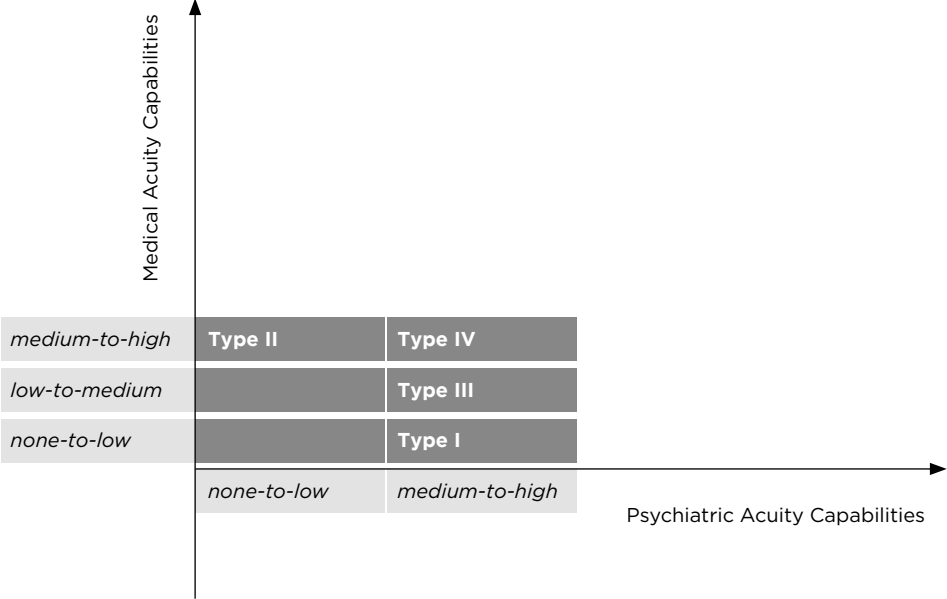 Medical Acuity Capabilities
medium-to-high
Type II
Type IV
low-to-medium
Type III
none-to-low
Type I
none-to-low
medium-to-high
Psychiatric Acuity Capabilities